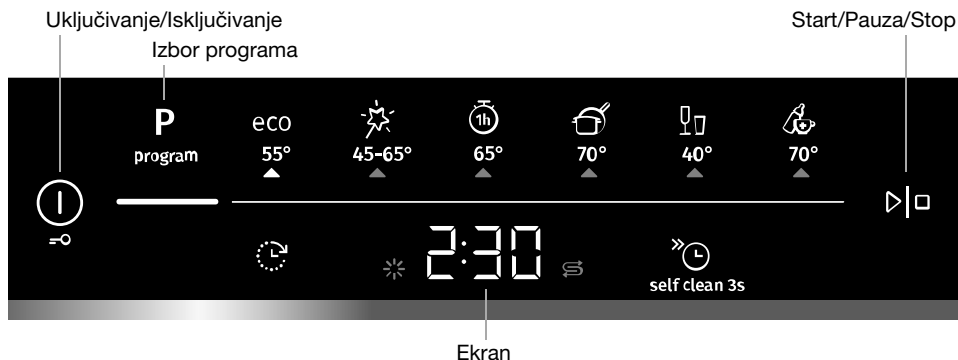 Uključivanje/Isključivanje
Start/Pauza/Stop
Izbor programa
P
program
eco
55°
45-65°
1h
65°
70°
40°
70°
2:30
self clean 3s
Ekran